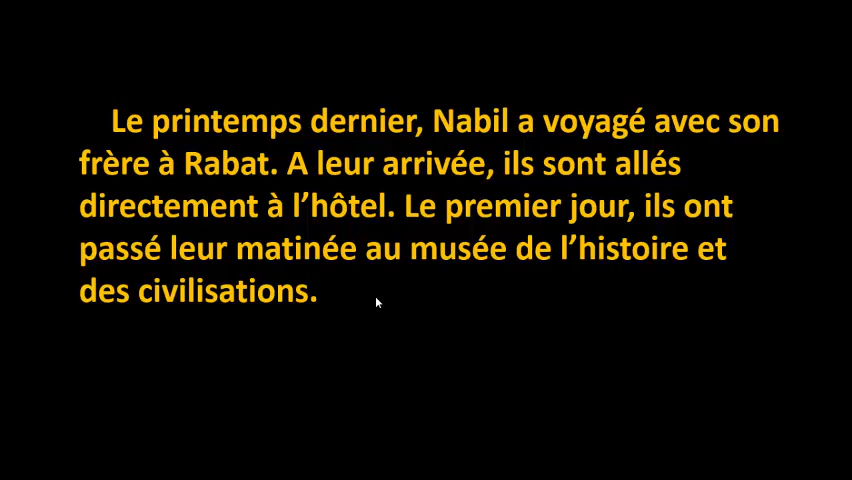 Le printemps dernier, Nabil a voyagé avec son
frère à Rabat. A leur arrivée, ils sont allés
directement à l’hôtel. Le premier jour, ils ont
passé leur matinée au musée de l’histoire et
des civilisations.